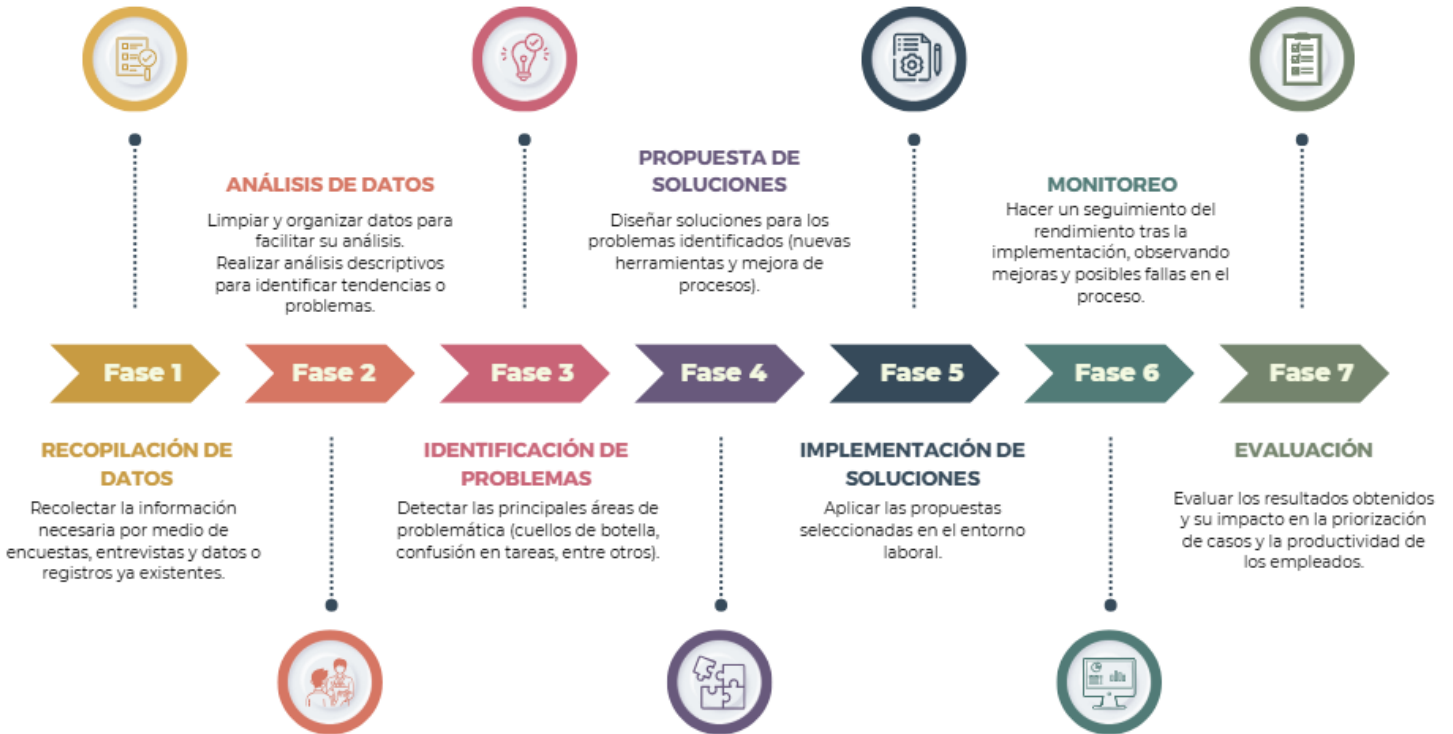 ANÁLISIS DE DATOS
Limpiar y organizar datos para
facilitar su análisis.
Realizar análisis descriptivos
para identificar tendencias o
problemas.
PROPUESTA DE
SOLUCIONES
Diseñar soluciones para los
problemas identificados (nuevas
herramientas y mejora de
procesos).
MONITOREO
Hacer un seguimiento del
rendimiento tras la
implementación, observando
mejoras y posibles fallas en el
proceso.
Fase 1
Fase 2
Fase 3
Fase 4
Fase 5
Fase 6
Fase 7
RECOPILACIÓN DE
DATOS
Recolectar la información
necesaria por medio de
encuestas, entrevistas y datos o
registros ya existentes.
IDENTIFICACIÓN DE
PROBLEMAS
Detectar las principales áreas de
problemática (cuellos de botella,
confusión en tareas, entre otros).
IMPLEMENTACIÓN DE
SOLUCIONES
Aplicar las propuestas
seleccionadas en el entorno
laboral.
EVALUACIÓN
Evaluar los resultados obtenidos
y su impacto en la priorización
de casos y la productividad de
los empleados.